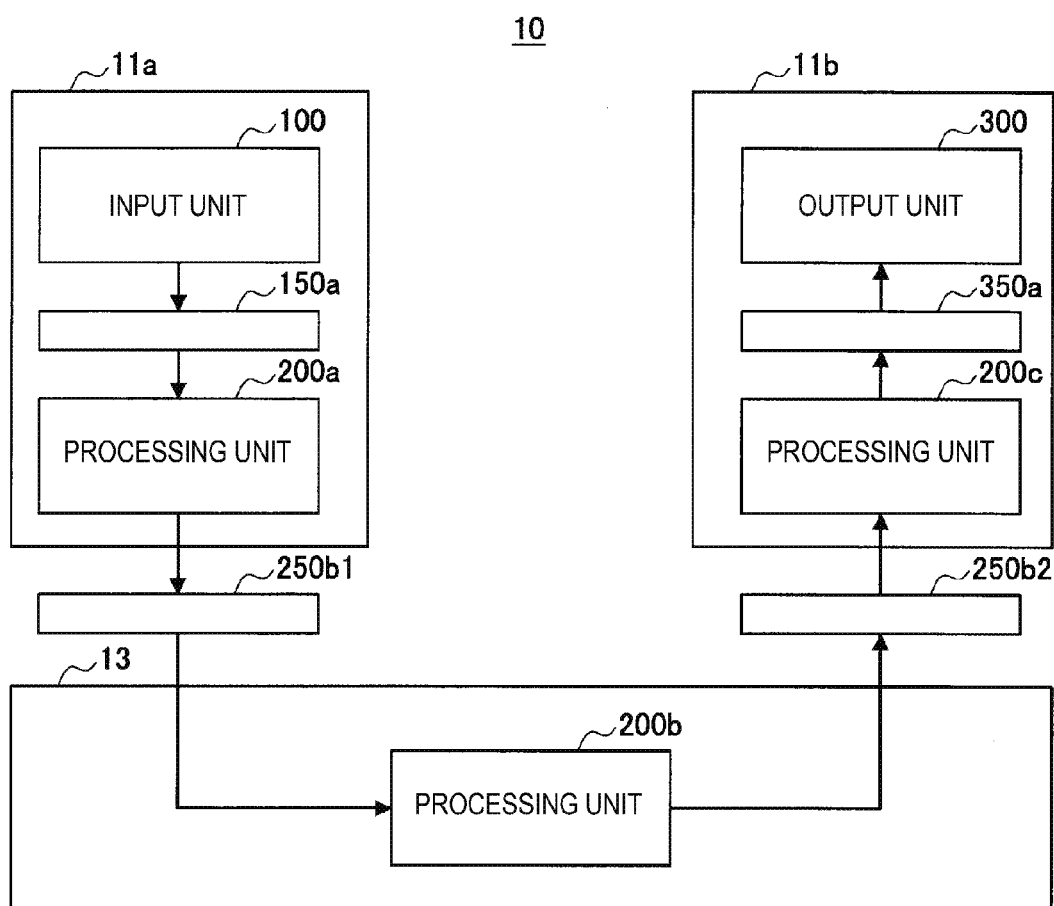 10
11a
11b
100
300
INPUT UNIT
OUTPUT UNIT
150a
350a
200a
200c
PROCESSING UNIT
PROCESSING UNIT
250b1
250b2
13
200b
PROCESSING UNIT